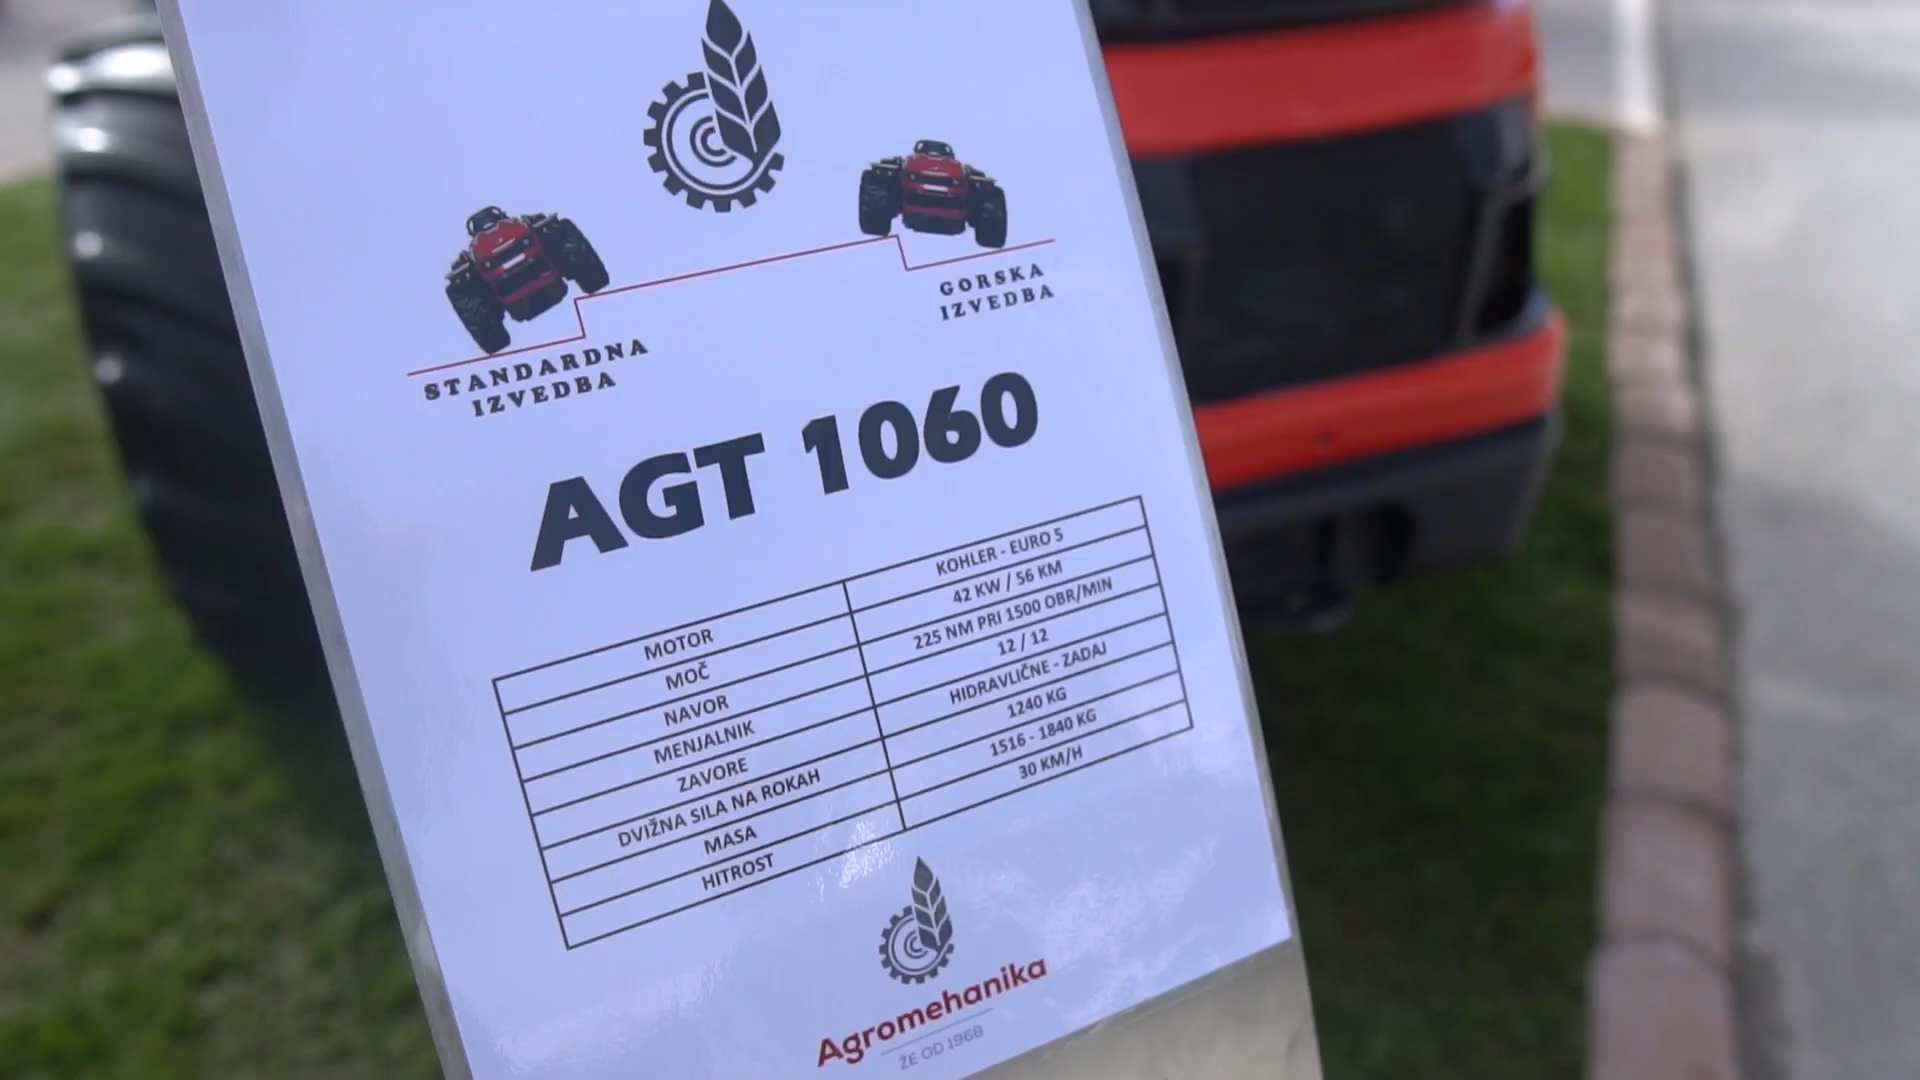 STANDARDNA
IZVEDBA
GORSKA
IZVEDBA
AGT 1060
MOTOR KOHLER - EURO 5
MOČ 42 KW / 56 KM
NAVOR 225 NM PRI 1500 OBR/MIN
MENJALNIK 12 / 12
ZAVORE HIDRAVLIČNE - ZADAJ
DVIŽNA SILA NA ROKAH 1240 KG
MASA 1516 - 1840 KG
HITROST 30 KM/H
Agromehanika
ŽE OD 1968